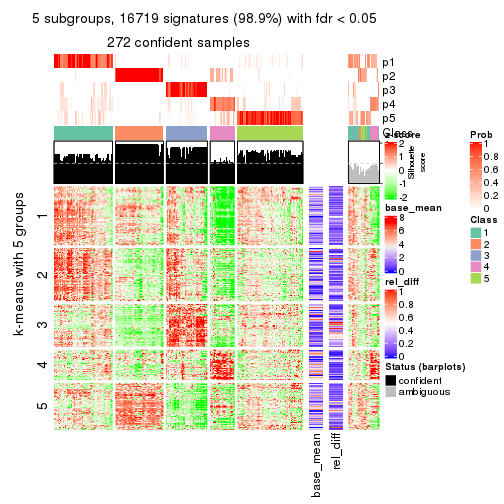 5 subgroups, 16719 signatures (98.9%) with fdr < 0.05
272 confident samples
p1
p2
p3
p4
p5
Class
z-score
2
1
0
-1
-2
Silhouette
score
Prob
1
0.8
0.6
0.4
0.2
0
base_mean
8
6
4
2
0
Class
1
2
3
4
5
rel_diff
1
0.8
0.6
0.4
0.2
0
Status (barplots)
confident
ambiguous
k-means with 5 groups
1
2
3
4
5
base_mean
rel_diff